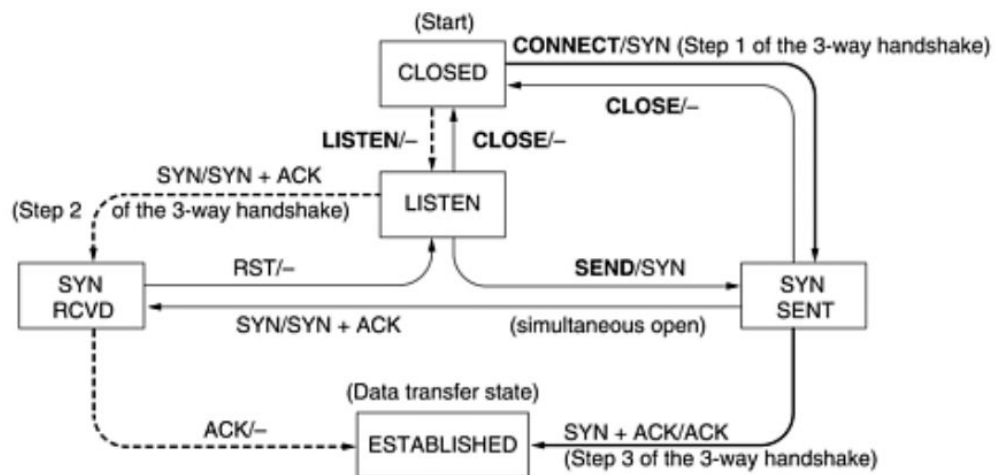 (Start)
CONNECT/SYN (Step 1 of the 3-way handshake)
CLOSED
CLOSE/–
LISTEN/–
CLOSE/–
SYN/SYN + ACK
LISTEN
(Step 2 of the 3-way handshake)
SYN
RCVD
RST/–
SEND/SYN
SYN
SENT
SYN/SYN + ACK
(simultaneous open)
(Data transfer state)
ACK/–
ESTABLISHED
SYN + ACK/ACK
(Step 3 of the 3-way handshake)